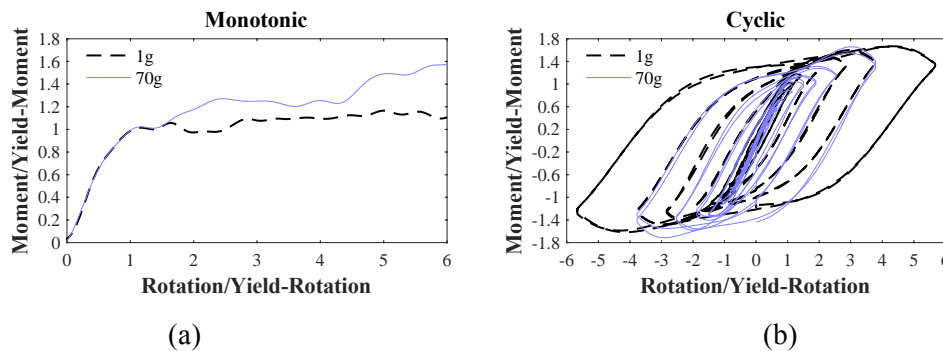 Monotonic
1.8
1.6
1.4
1.2
1
0.8
0.6
0.4
0.2
0
Moment/Yield-Moment
1g
70g
0 1 2 3 4 5 6
Rotation/Yield-Rotation
(a)
Cyclic
1.8
1.4
1
0.6
0.2
-0.2
-0.6
-1
-1.4
-1.8
Moment/Yield-Moment
1g
70g
-6 -5 -4 -3 -2 -1 0 1 2 3 4 5 6
Rotation/Yield-Rotation
(b)